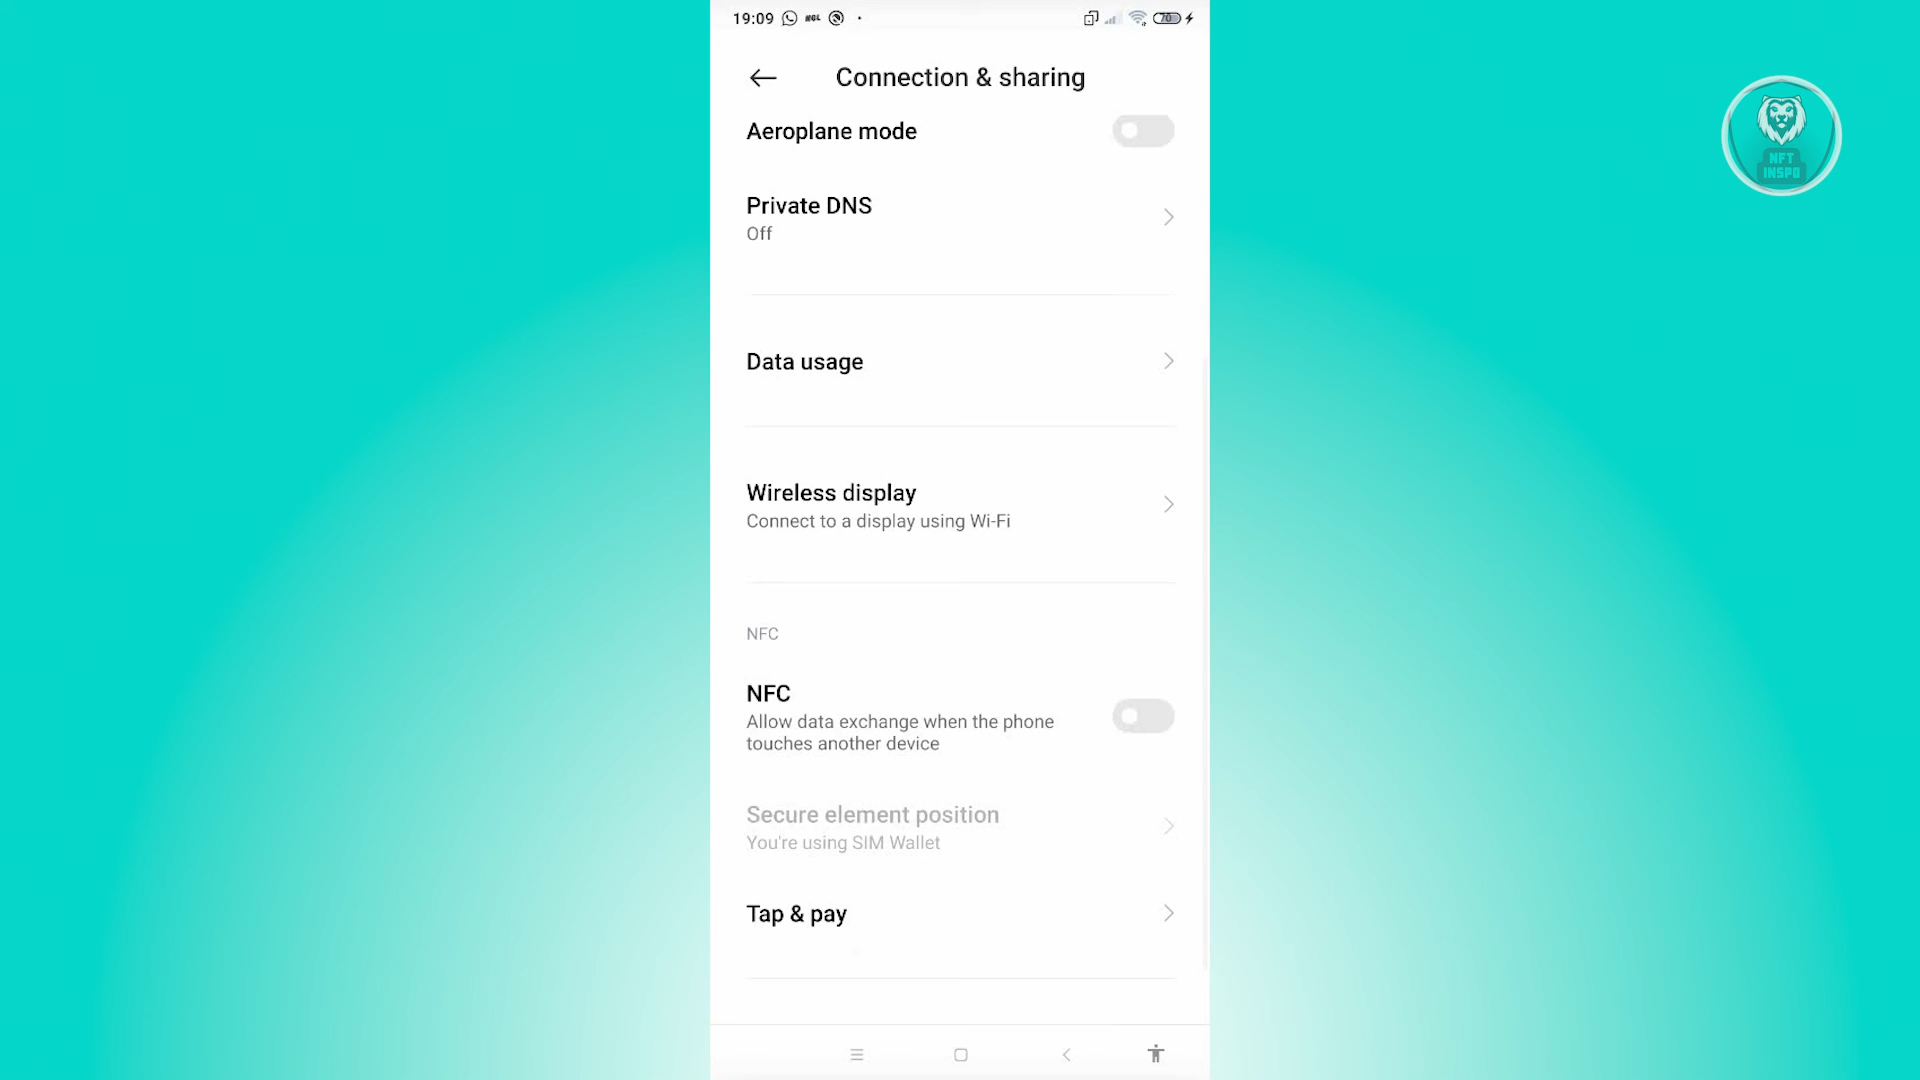 19:09 NGL 70
Connection & sharing
Aeroplane mode
Private DNS
Off
Data usage
Wireless display
Connect to a display using Wi-Fi
NFC
NFC
Allow data exchange when the phone
touches another device
Secure element position
You're using SIM Wallet
Tap & pay
NFT
INSPO